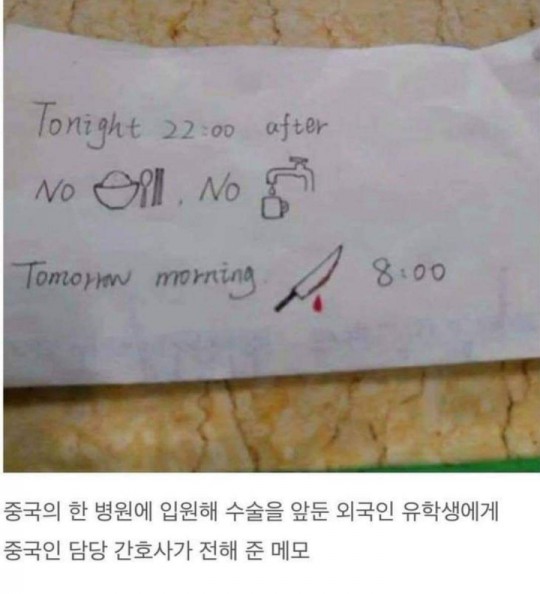 Tonight 22:00 after
No , No
Tomorrow morning 8:00
중국의 한 병원에 입원해 수술을 앞둔 외국인 유학생에게
중국인 담당 간호사가 전해 준 메모